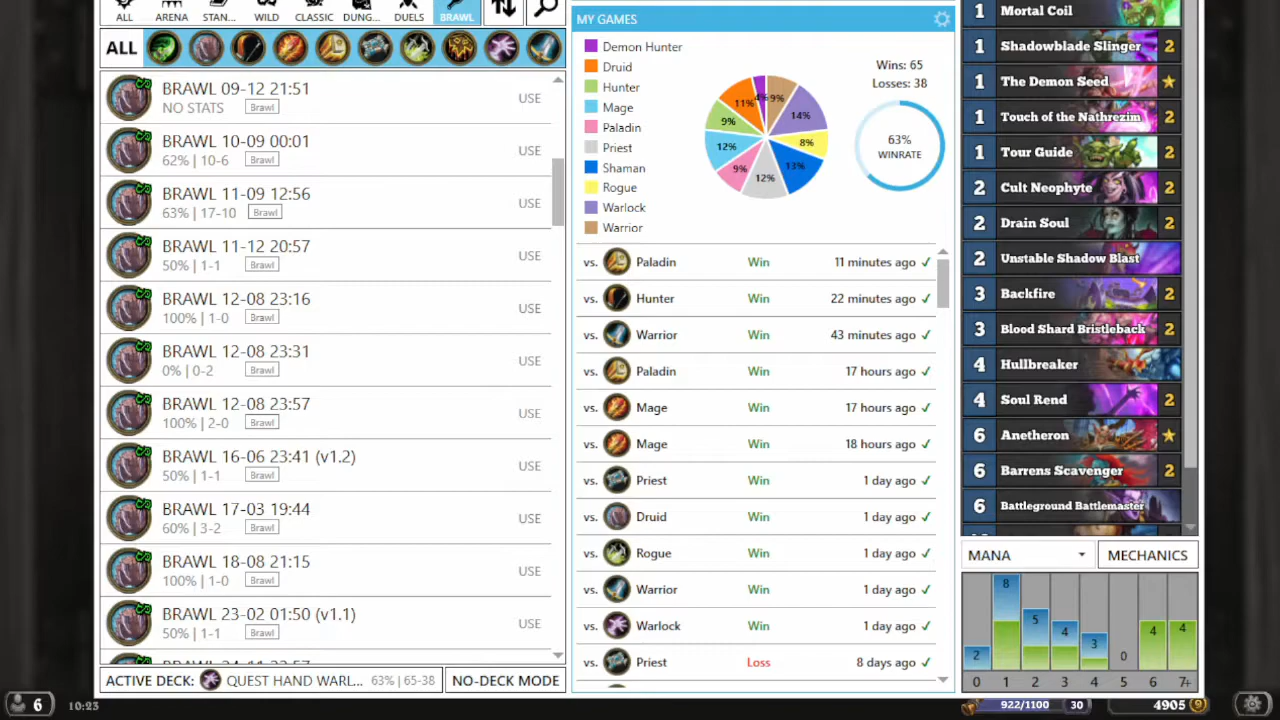 ALL
ARENA
STAN...
WILD
CLASSIC
DUNG...
DUELS
BRAWL
ALL
BRAWL 09-12 21:51
NO STATS Brawl
USE
BRAWL 10-09 00:01
62% | 10-6 Brawl
USE
BRAWL 11-09 12:56
63% | 17-10 Brawl
USE
BRAWL 11-12 20:57
50% | 1-1 Brawl
USE
BRAWL 12-08 23:16
100% | 1-0 Brawl
USE
BRAWL 12-08 23:31
0% | 0-2 Brawl
USE
BRAWL 12-08 23:57
100% | 2-0 Brawl
USE
BRAWL 16-06 23:41 (v1.2)
50% | 1-1 Brawl
USE
BRAWL 17-03 19:44
60% | 3-2 Brawl
USE
BRAWL 18-08 21:15
100% | 1-0 Brawl
USE
BRAWL 23-02 01:50 (v1.1)
50% | 1-1 Brawl
USE
ACTIVE DECK: QUEST HAND WARL... 63% | 65-38
NO-DECK MODE
MY GAMES
Demon Hunter
Druid
Hunter
Mage
Paladin
Priest
Shaman
Rogue
Warlock
Warrior
4%
9%
14%
8%
13%
12%
9%
12%
9%
11%
Wins: 65
Losses: 38
63%
WINRATE
vs. Paladin Win 11 minutes ago ✓
vs. Hunter Win 22 minutes ago ✓
vs. Warrior Win 43 minutes ago ✓
vs. Paladin Win 17 hours ago ✓
vs. Mage Win 17 hours ago ✓
vs. Mage Win 18 hours ago ✓
vs. Priest Win 1 day ago ✓
vs. Druid Win 1 day ago ✓
vs. Rogue Win 1 day ago ✓
vs. Warrior Win 1 day ago ✓
vs. Warlock Win 1 day ago ✓
vs. Priest Loss 8 days ago ✓
1 Mortal Coil
1 Shadowblade Slinger 2
1 The Demon Seed ★
1 Touch of the Nathrezim 2
1 Tour Guide 2
2 Cult Neophyte 2
2 Drain Soul 2
2 Unstable Shadow Blast
3 Backfire 2
3 Blood Shard Bristleback 2
4 Hullbreaker
4 Soul Rend 2
6 Anetheron ★
6 Barrens Scavenger 2
6 Battleground Battlemaster
MANA
MECHANICS
2 8 5 4 3 0 4 4
0 1 2 3 4 5 6 7+
6
10:23
922/1100 30
4905